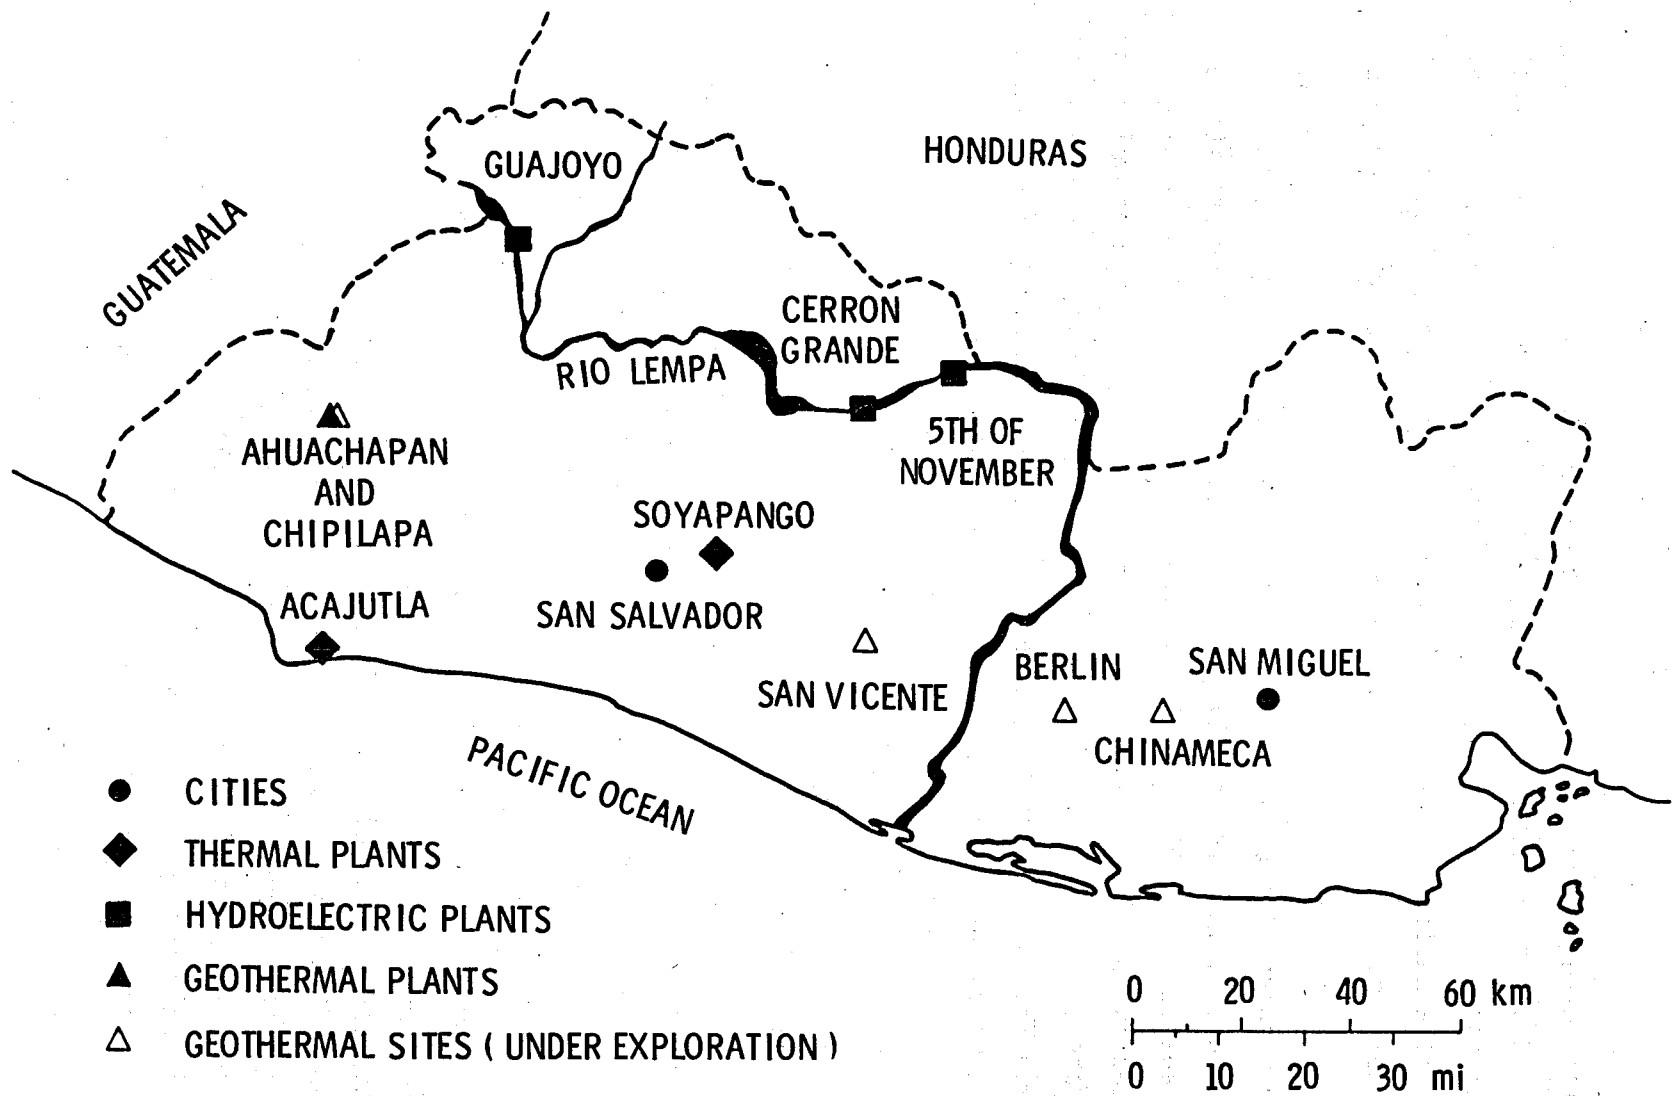 HONDURAS
GUAJOYO
GUATEMALA
CERRON
GRANDE
RIO LEMPA
5TH OF
NOVEMBER
AHUACHAPAN
AND
CHIPILAPA
SOYAPANGO
SAN SALVADOR
ACAJUTLA
SAN VICENTE
BERLIN
SAN MIGUEL
CHINAMECA
PACIFIC OCEAN
CITIES
THERMAL PLANTS
HYDROELECTRIC PLANTS
GEOTHERMAL PLANTS
GEOTHERMAL SITES ( UNDER EXPLORATION )
0 20 40 60 km
0 10 20 30 mi